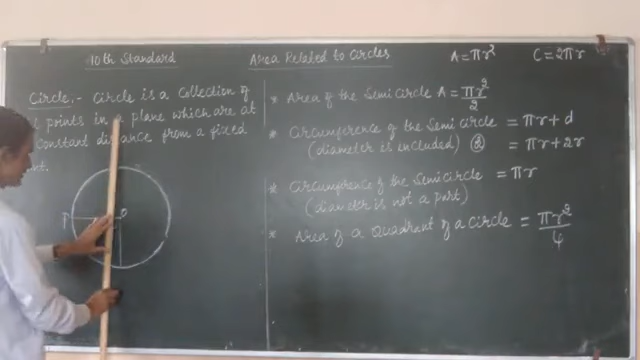 10th Standard
Area Related to Circles
A = πr²
C = 2πr
Circle:- Circle is a Collection of
points in a plane which are at
Constant distance from a fixed
* Area of the Semi Circle A = πr²/2
* Circumference of the Semi Circle = πr + d
(diameter is included) = πr + 2r
* Circumfrence of the Semicircle = πr
(diameter is not a part)
* Area of a Quadrant of a Circle = πr²/4
P